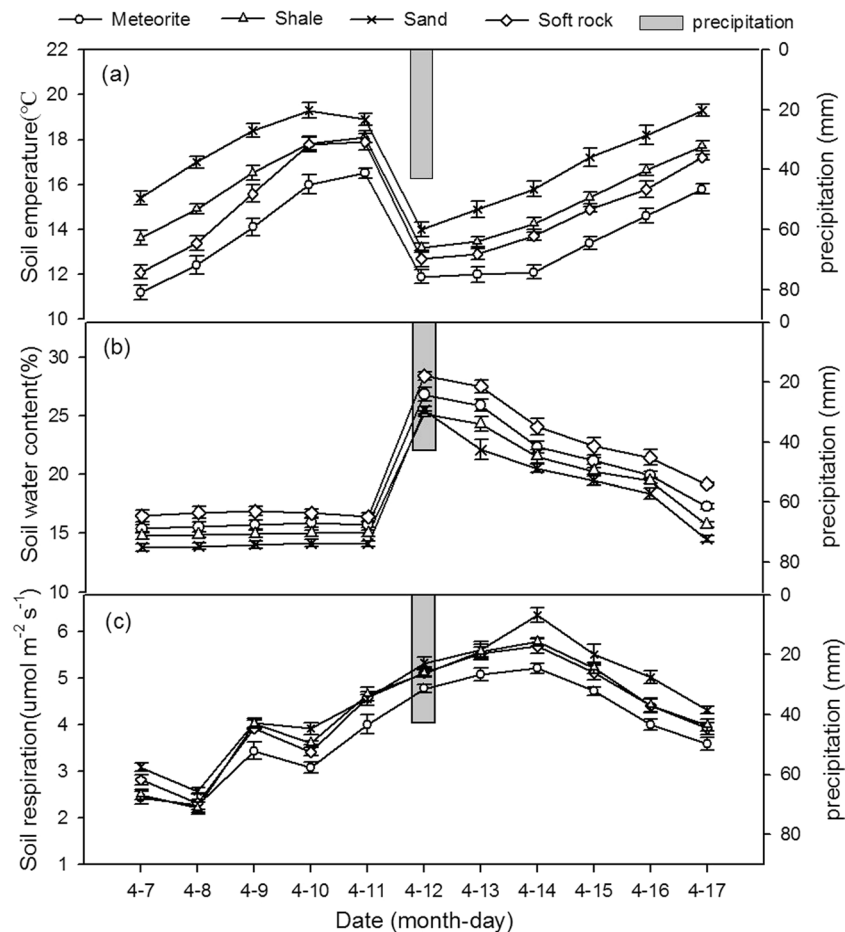 Meteorite Shale Sand Soft rock precipitation
(a)
Soil emperature(℃
22
20
18
16
14
12
10
0
20
40
60
80
precipitation (mm)
(b)
Soil water content(%)
30
25
20
15
10
0
20
40
60
80
precipitation (mm)
(c)
Soil respiration(umol m⁻² s⁻¹)
6
5
4
3
2
1
0
20
40
60
80
precipitation (mm)
4-7 4-8 4-9 4-10 4-11 4-12 4-13 4-14 4-15 4-16 4-17
Date (month-day)